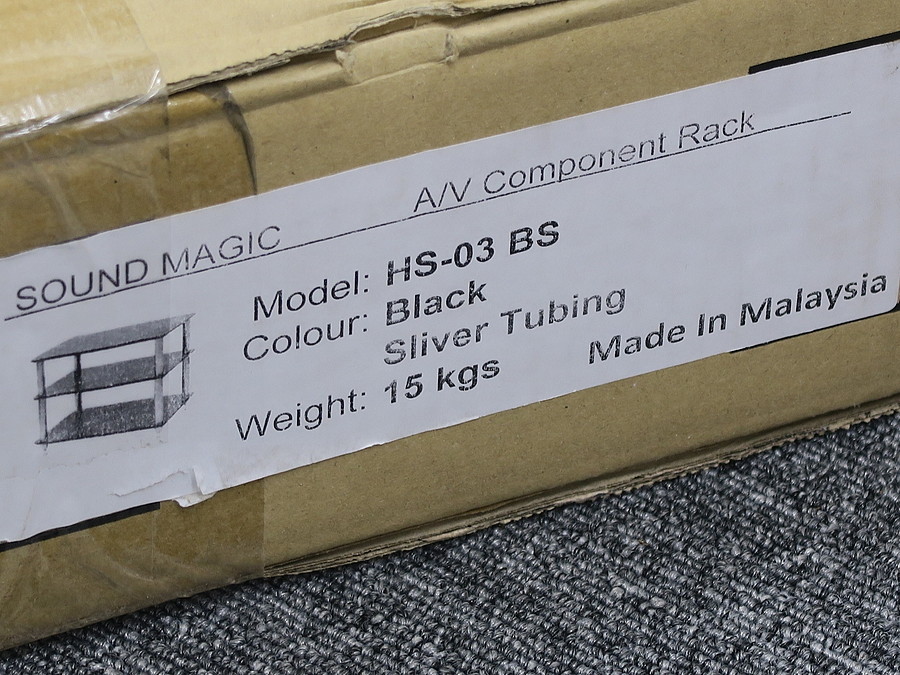 SOUND MAGIC A/V Component Rack
Model: HS-03 BS
Colour: Black
Sliver Tubing
Weight: 15 kgs Made In Malaysia